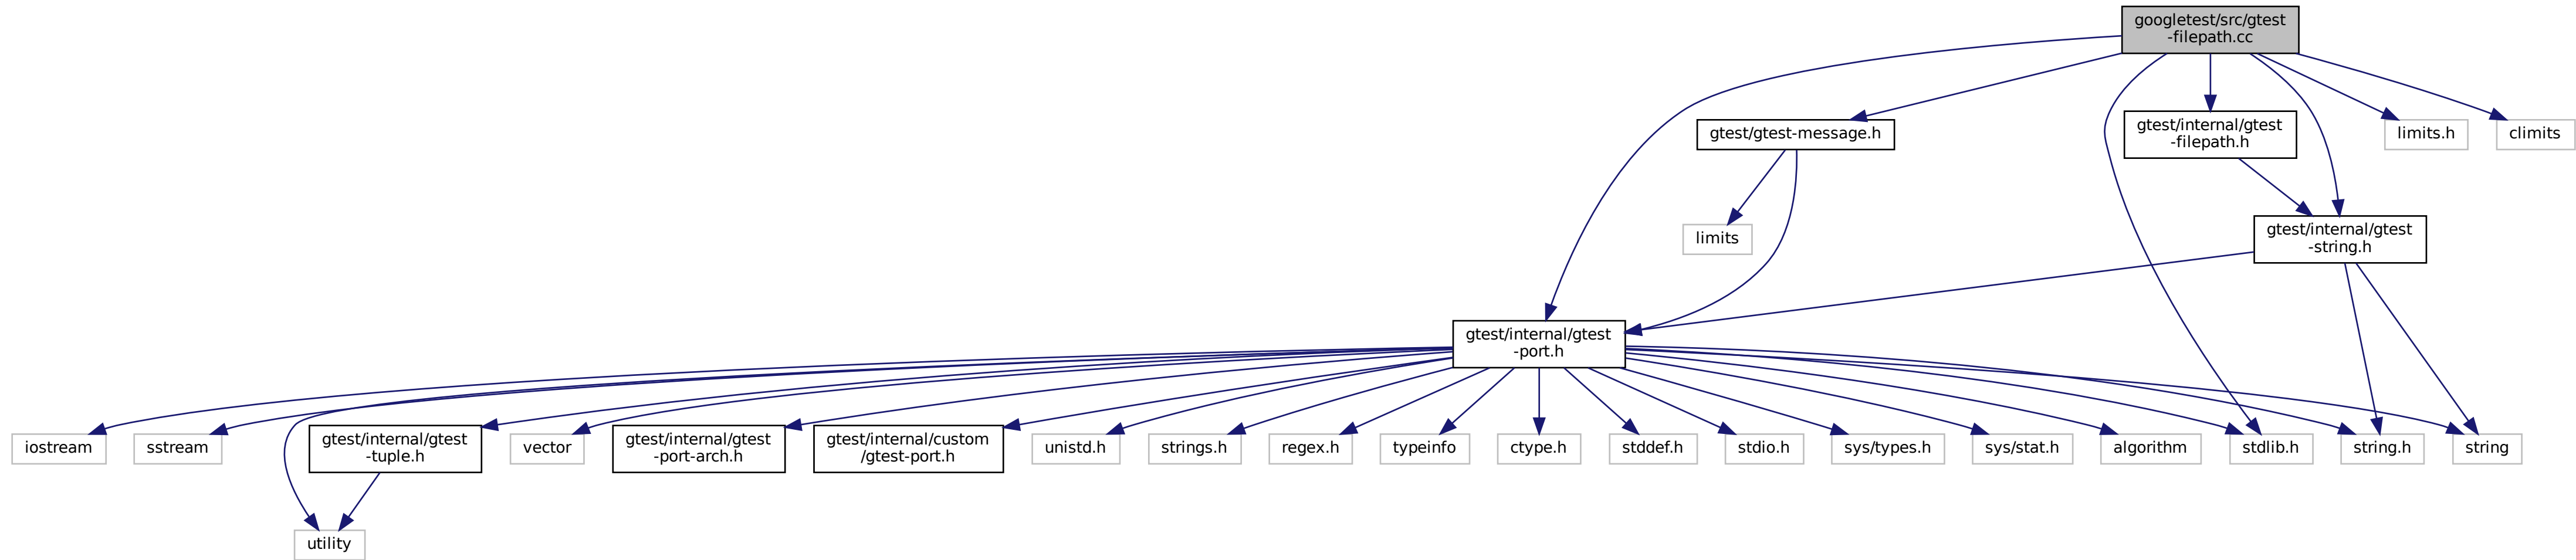 googletest/src/gtest
-filepath.cc
gtest/gtest-message.h
gtest/internal/gtest
-filepath.h
limits.h
climits
limits
gtest/internal/gtest
-string.h
gtest/internal/gtest
-port.h
iostream
sstream
gtest/internal/gtest
-tuple.h
vector
gtest/internal/gtest
-port-arch.h
gtest/internal/custom
/gtest-port.h
unistd.h
strings.h
regex.h
typeinfo
ctype.h
stddef.h
stdio.h
sys/types.h
sys/stat.h
algorithm
stdlib.h
string.h
string
utility